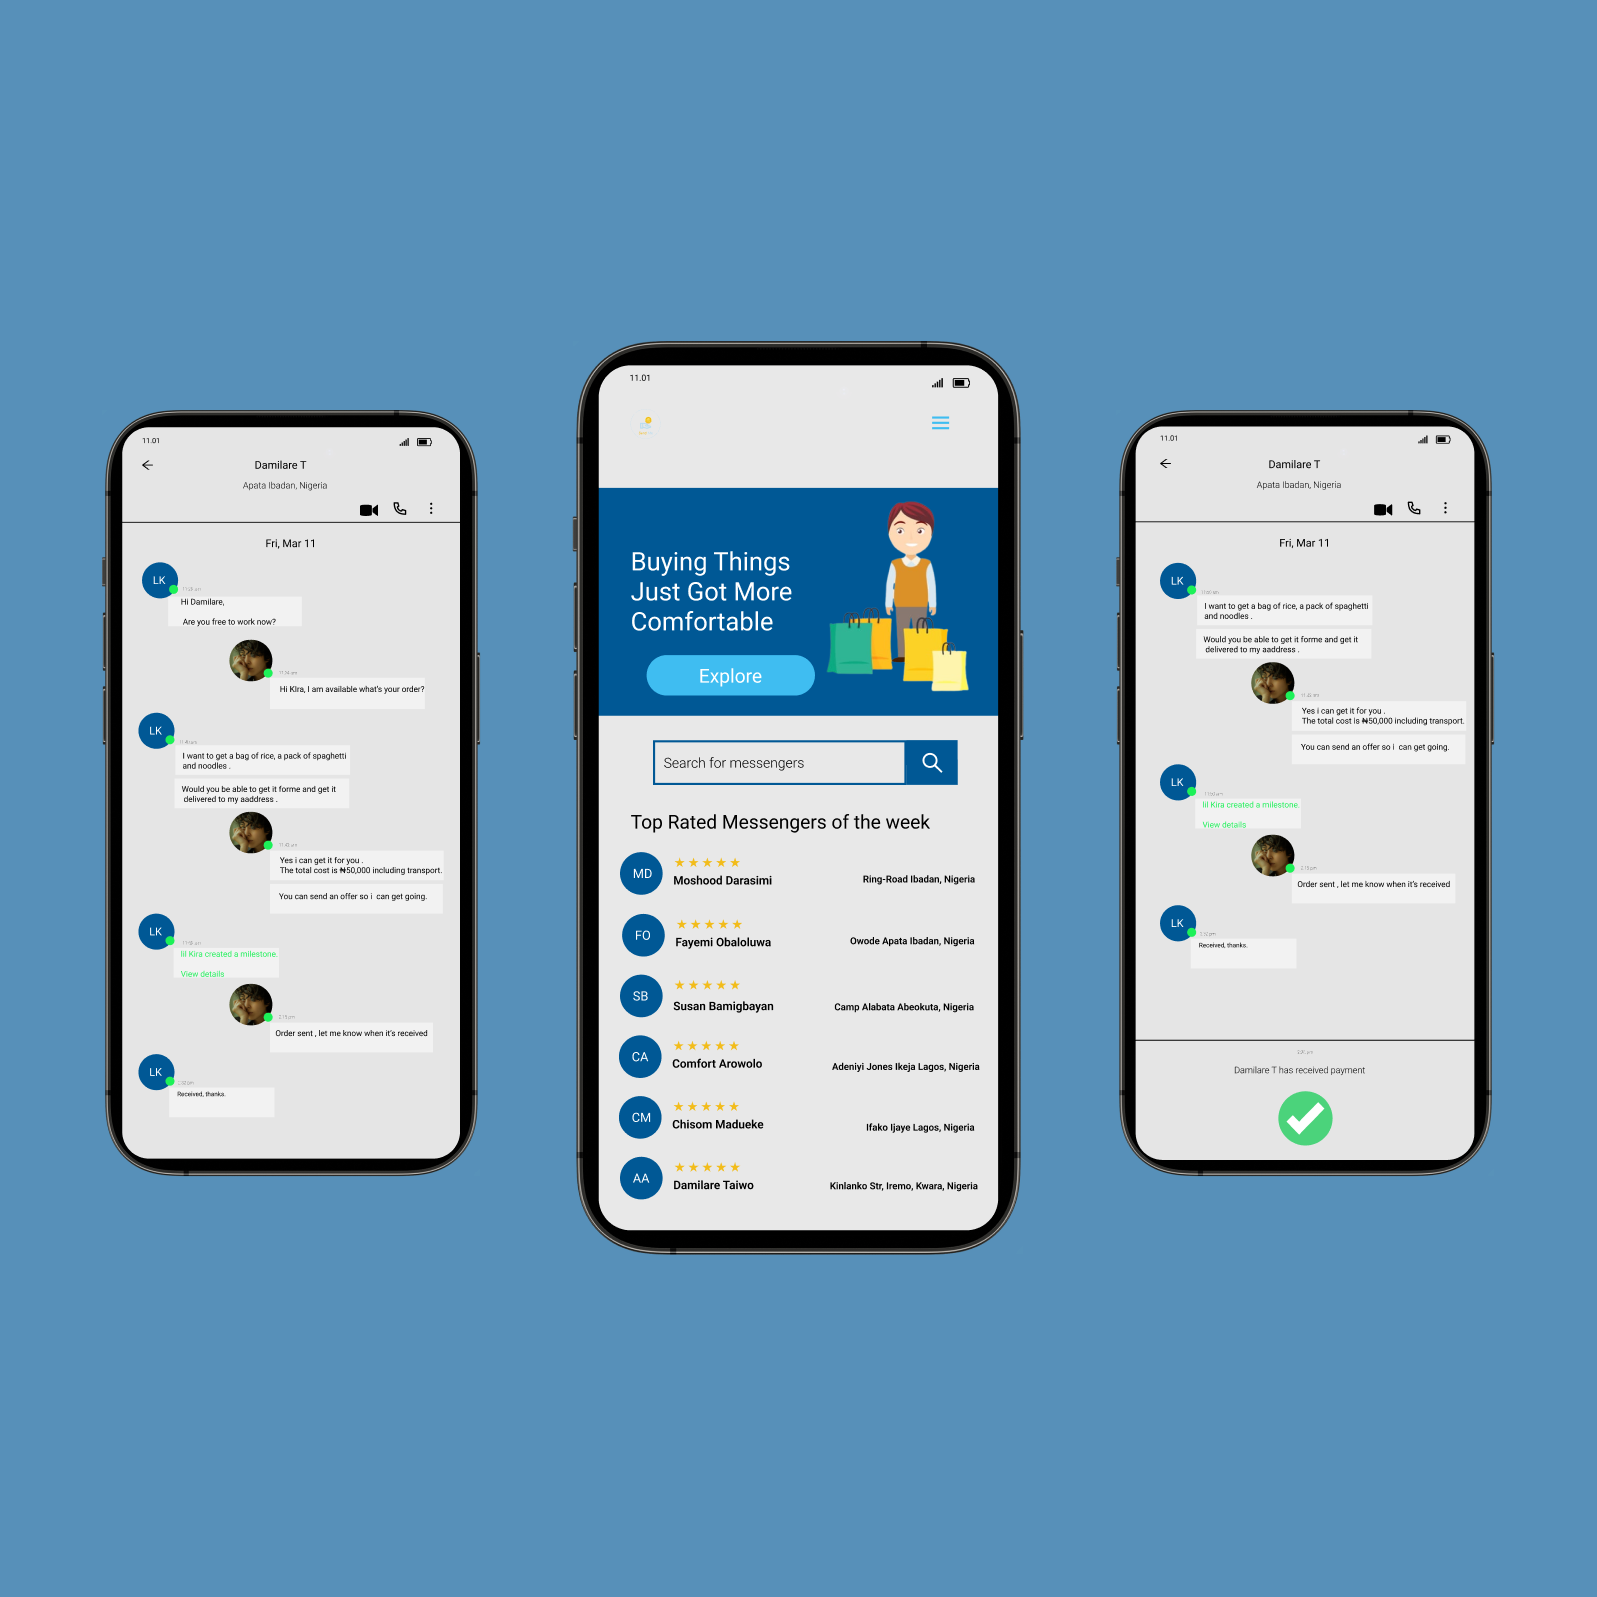 11.01
Damilare T
Apata Ibadan, Nigeria
Fri, Mar 11
LK
Hi Damilare,
Are you free to work now?
Hi KIra, I am available what's your order?
LK
I want to get a bag of rice, a pack of spaghetti
and noodles .
Would you be able to get it forme and get it
delivered to my aaddress .
Yes i can get it for you .
The total cost is ₦50,000 including transport.
You can send an offer so i can get going.
LK
lil Kira created a milestone.
View details
Order sent , let me know when it's received
LK
Received, thanks.
11.01
Buying Things
Just Got More
Comfortable
Explore
Search for messengers
Top Rated Messengers of the week
MD
Moshood Darasimi
Ring-Road Ibadan, Nigeria
FO
Fayemi Obaloluwa
Owode Apata Ibadan, Nigeria
SB
Susan Bamigbayan
Camp Alabata Abeokuta, Nigeria
CA
Comfort Arowolo
Adeniyi Jones Ikeja Lagos, Nigeria
CM
Chisom Madueke
Ifako Ijaye Lagos, Nigeria
AA
Damilare Taiwo
Kinlanko Str, Iremo, Kwara, Nigeria
11.01
Damilare T
Apata Ibadan, Nigeria
Fri, Mar 11
LK
I want to get a bag of rice, a pack of spaghetti
and noodles .
Would you be able to get it forme and get it
delivered to my aaddress .
Yes i can get it for you .
The total cost is ₦50,000 including transport.
You can send an offer so i can get going.
LK
lil Kira created a milestone.
View details
Order sent , let me know when it's received
LK
Received, thanks.
Damilare T has received payment